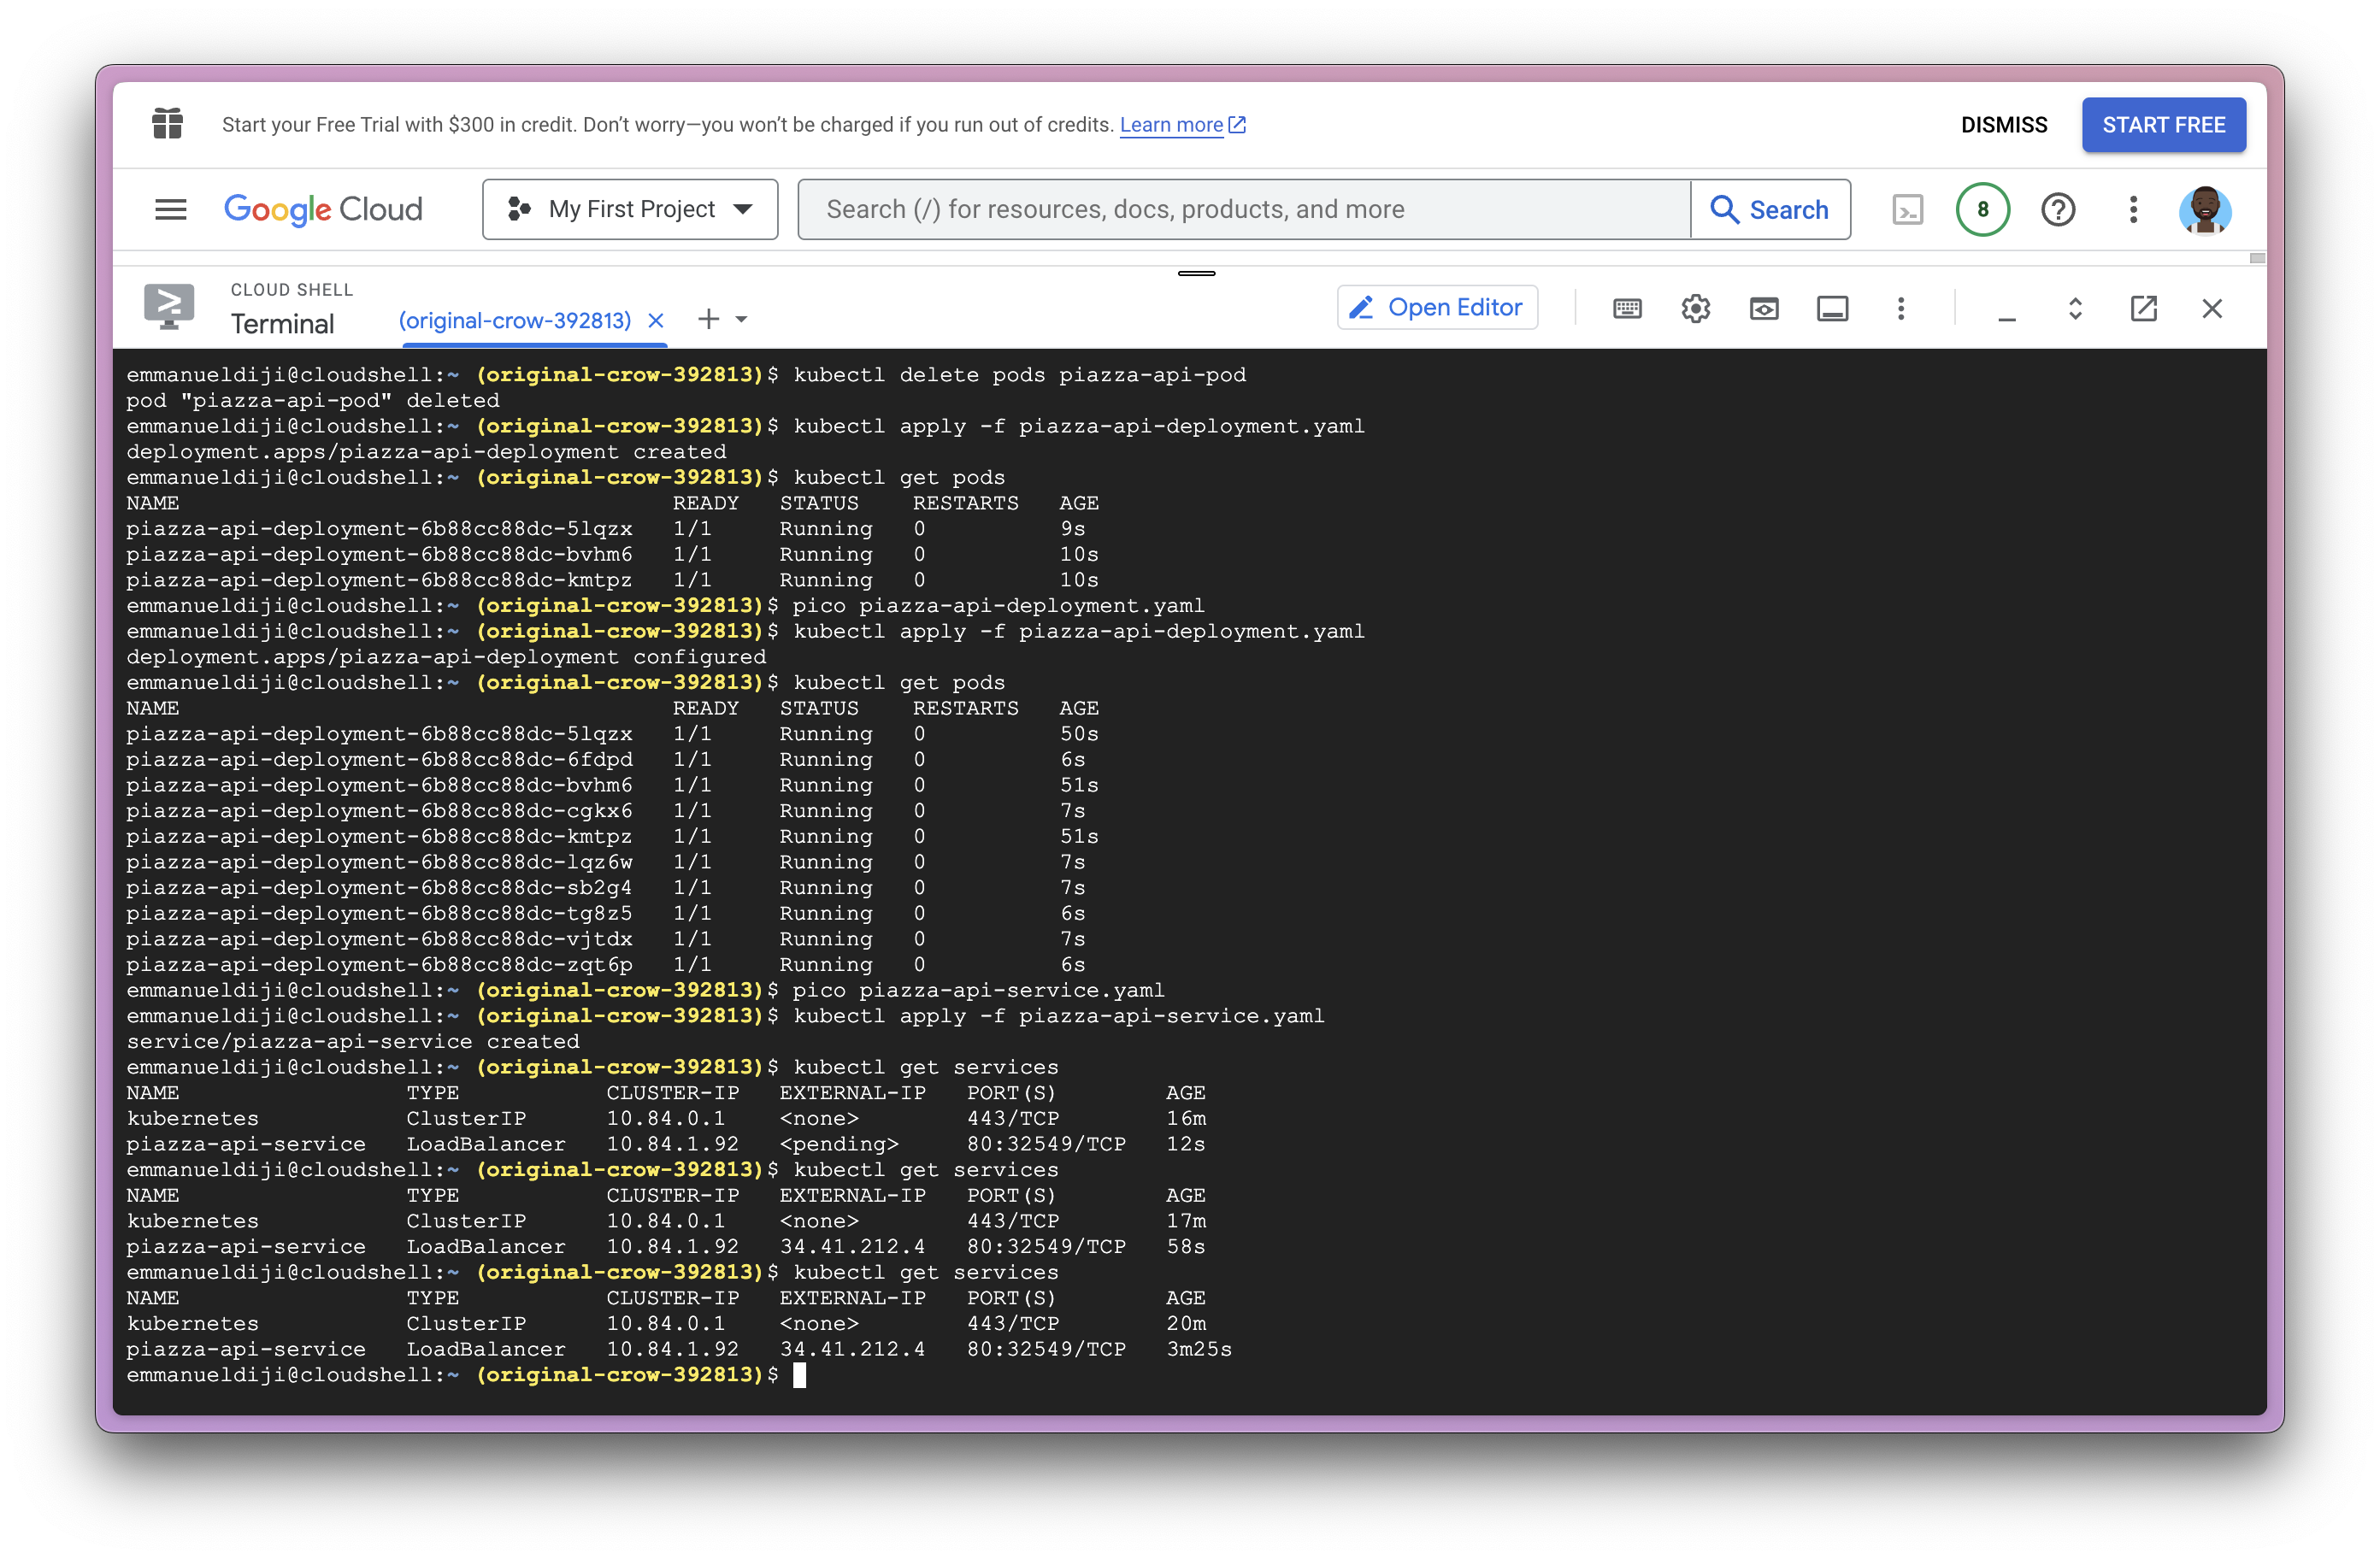 Start your Free Trial with $300 in credit. Don’t worry—you won’t be charged if you run out of credits. Learn more
DISMISS
START FREE
Google Cloud
My First Project
Search (/) for resources, docs, products, and more
Search
8
CLOUD SHELL
Terminal
(original-crow-392813)
Open Editor
emmanueldiji@cloudshell:~ (original-crow-392813)$ kubectl delete pods piazza-api-pod
pod "piazza-api-pod" deleted
emmanueldiji@cloudshell:~ (original-crow-392813)$ kubectl apply -f piazza-api-deployment.yaml
deployment.apps/piazza-api-deployment created
emmanueldiji@cloudshell:~ (original-crow-392813)$ kubectl get pods
NAME READY STATUS RESTARTS AGE
piazza-api-deployment-6b88cc88dc-5lqzx 1/1 Running 0 9s
piazza-api-deployment-6b88cc88dc-bvhm6 1/1 Running 0 10s
piazza-api-deployment-6b88cc88dc-kmtpz 1/1 Running 0 10s
emmanueldiji@cloudshell:~ (original-crow-392813)$ pico piazza-api-deployment.yaml
emmanueldiji@cloudshell:~ (original-crow-392813)$ kubectl apply -f piazza-api-deployment.yaml
deployment.apps/piazza-api-deployment configured
emmanueldiji@cloudshell:~ (original-crow-392813)$ kubectl get pods
NAME READY STATUS RESTARTS AGE
piazza-api-deployment-6b88cc88dc-5lqzx 1/1 Running 0 50s
piazza-api-deployment-6b88cc88dc-6fdpd 1/1 Running 0 6s
piazza-api-deployment-6b88cc88dc-bvhm6 1/1 Running 0 51s
piazza-api-deployment-6b88cc88dc-cgkx6 1/1 Running 0 7s
piazza-api-deployment-6b88cc88dc-kmtpz 1/1 Running 0 51s
piazza-api-deployment-6b88cc88dc-lqz6w 1/1 Running 0 7s
piazza-api-deployment-6b88cc88dc-sb2g4 1/1 Running 0 7s
piazza-api-deployment-6b88cc88dc-tg8z5 1/1 Running 0 6s
piazza-api-deployment-6b88cc88dc-vjtdx 1/1 Running 0 7s
piazza-api-deployment-6b88cc88dc-zqt6p 1/1 Running 0 6s
emmanueldiji@cloudshell:~ (original-crow-392813)$ pico piazza-api-service.yaml
emmanueldiji@cloudshell:~ (original-crow-392813)$ kubectl apply -f piazza-api-service.yaml
service/piazza-api-service created
emmanueldiji@cloudshell:~ (original-crow-392813)$ kubectl get services
NAME TYPE CLUSTER-IP EXTERNAL-IP PORT(S) AGE
kubernetes ClusterIP 10.84.0.1 <none> 443/TCP 16m
piazza-api-service LoadBalancer 10.84.1.92 <pending> 80:32549/TCP 12s
emmanueldiji@cloudshell:~ (original-crow-392813)$ kubectl get services
NAME TYPE CLUSTER-IP EXTERNAL-IP PORT(S) AGE
kubernetes ClusterIP 10.84.0.1 <none> 443/TCP 17m
piazza-api-service LoadBalancer 10.84.1.92 34.41.212.4 80:32549/TCP 58s
emmanueldiji@cloudshell:~ (original-crow-392813)$ kubectl get services
NAME TYPE CLUSTER-IP EXTERNAL-IP PORT(S) AGE
kubernetes ClusterIP 10.84.0.1 <none> 443/TCP 20m
piazza-api-service LoadBalancer 10.84.1.92 34.41.212.4 80:32549/TCP 3m25s
emmanueldiji@cloudshell:~ (original-crow-392813)$